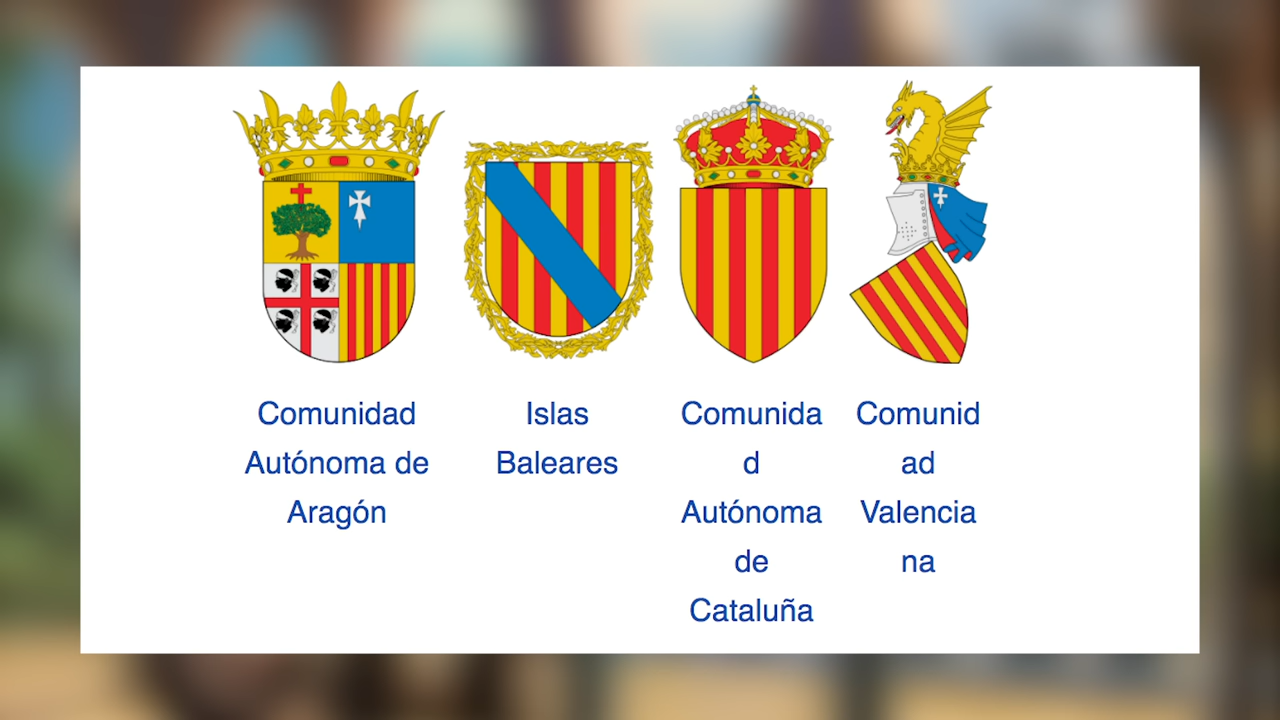 Comunidad
Autónoma de
Aragón
Islas
Baleares
Comunida
d
Autónoma
de
Cataluña
Comunid
ad
Valencia
na